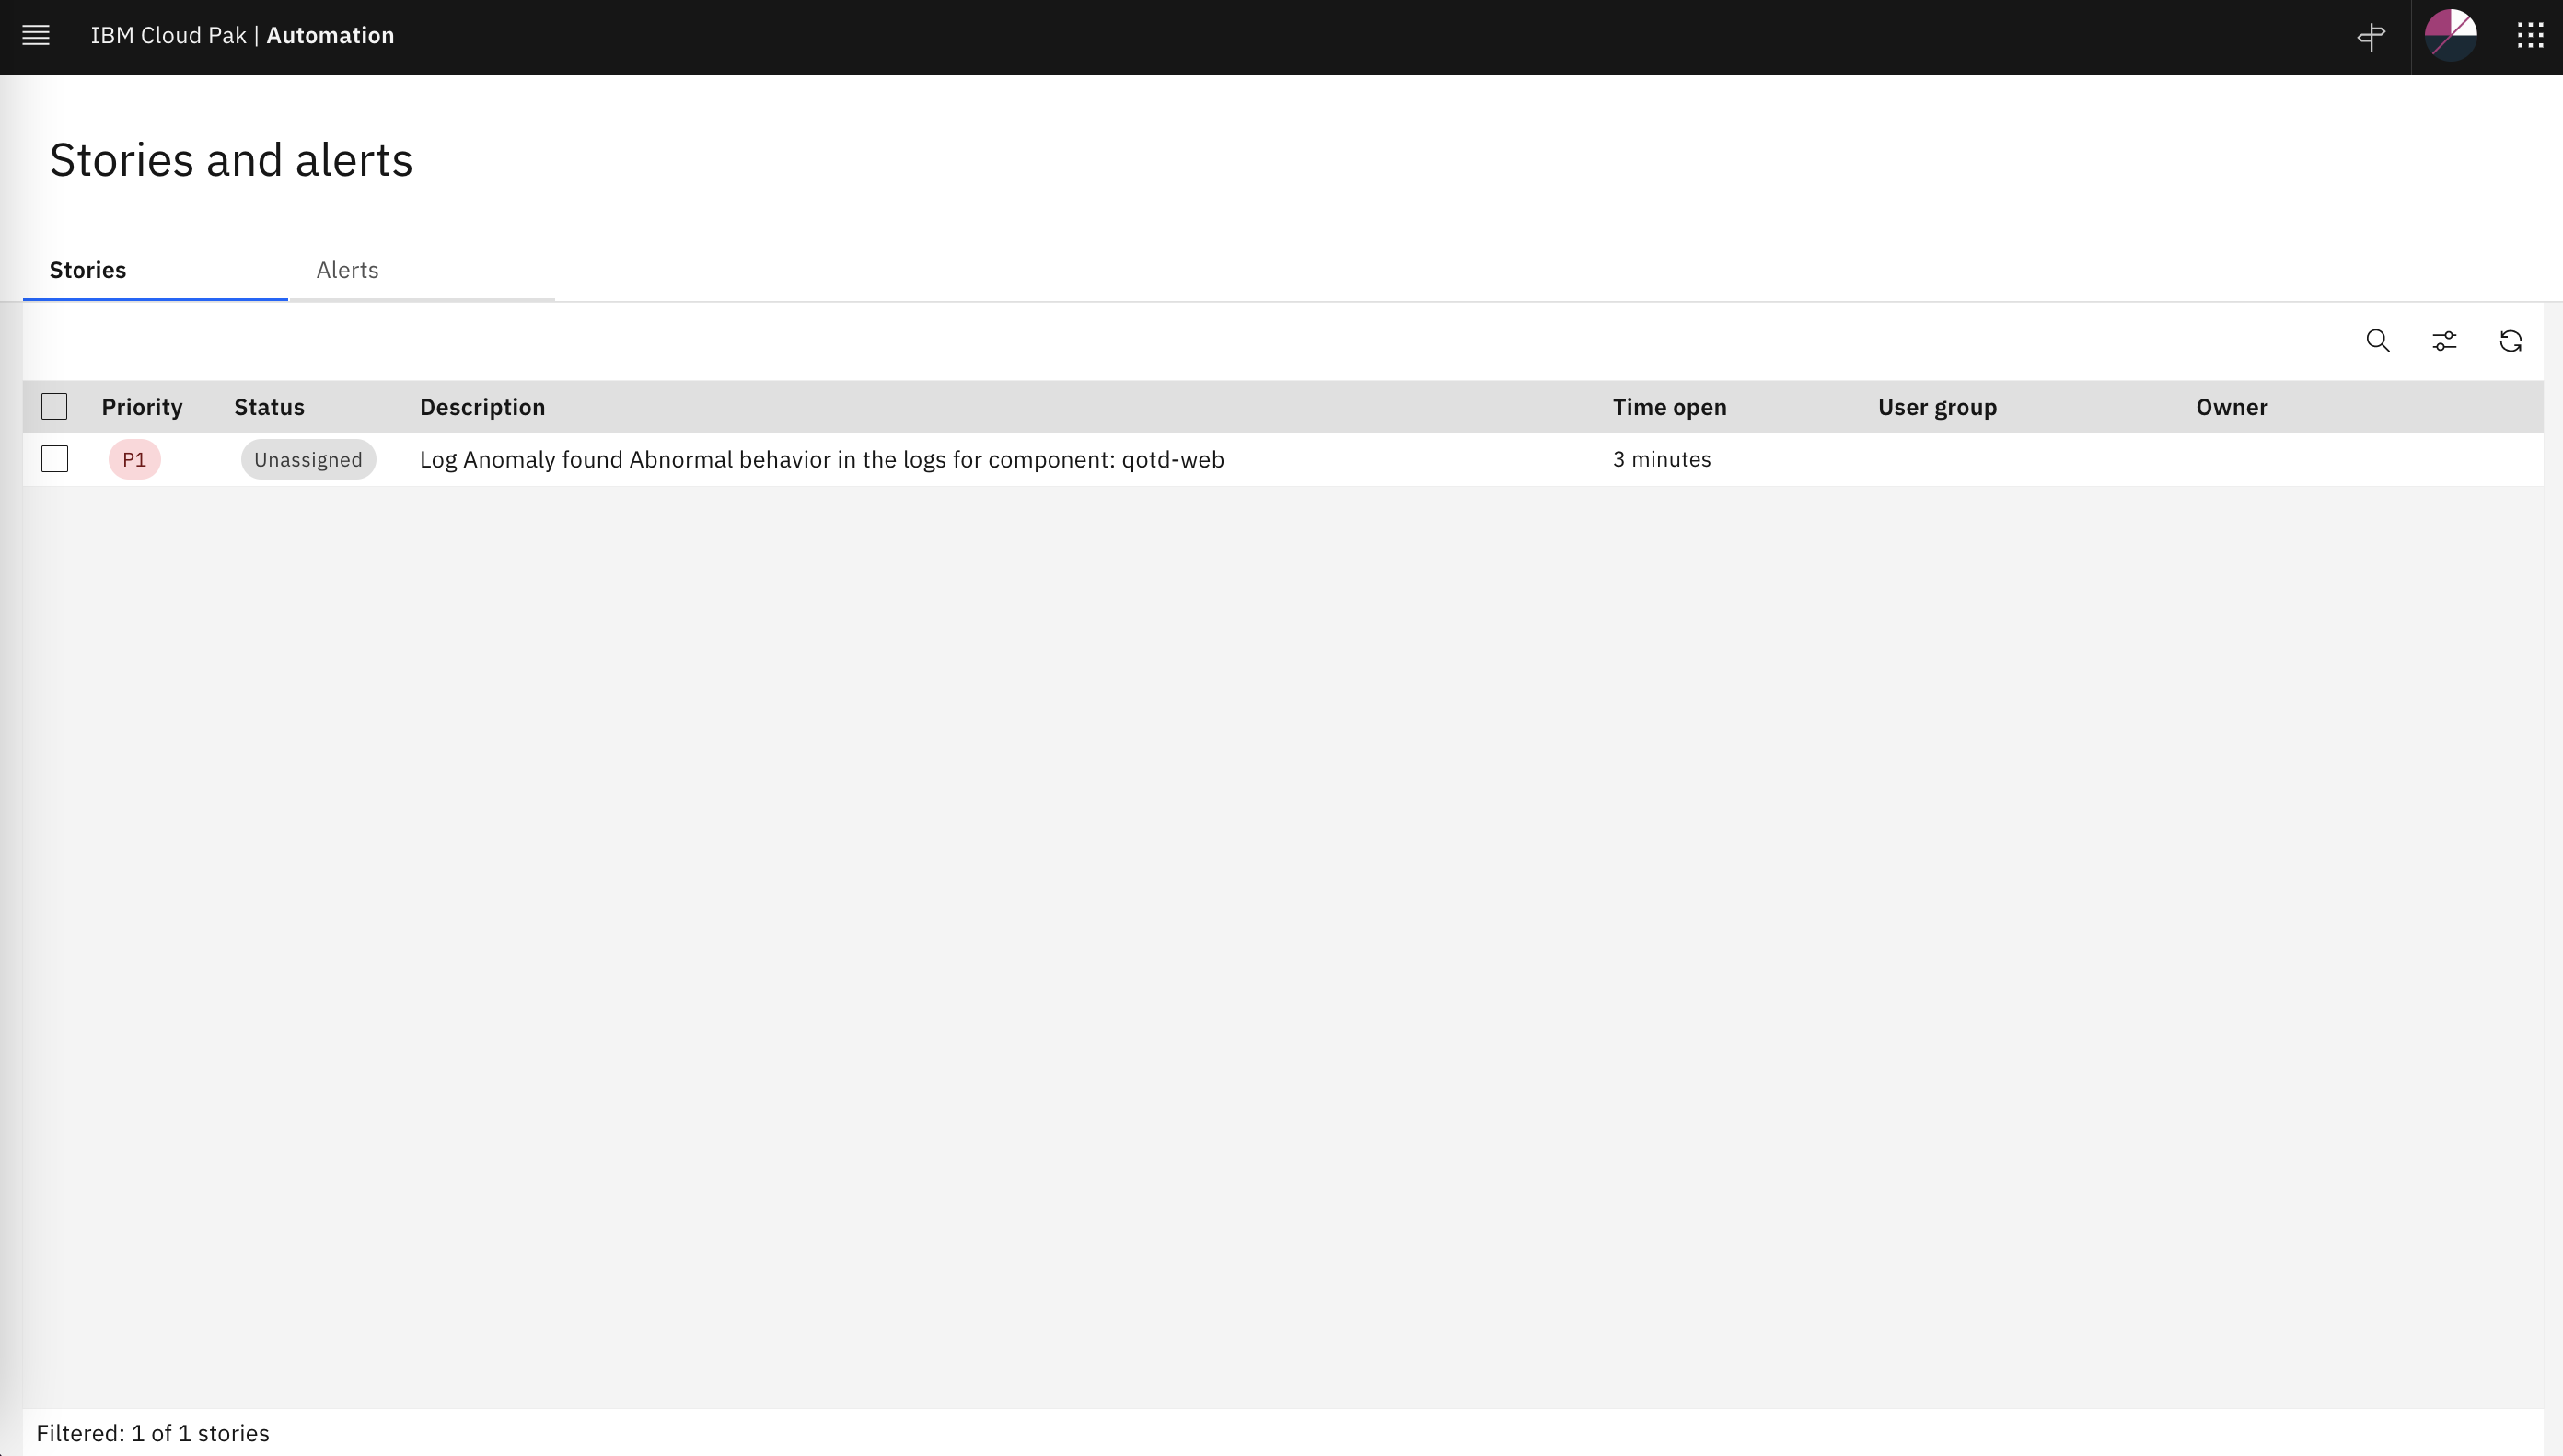 IBM Cloud Pak | Automation
Stories and alerts
Stories Alerts
Priority Status Description Time open User group Owner
P1 Unassigned Log Anomaly found Abnormal behavior in the logs for component: qotd-web 3 minutes
Filtered: 1 of 1 stories